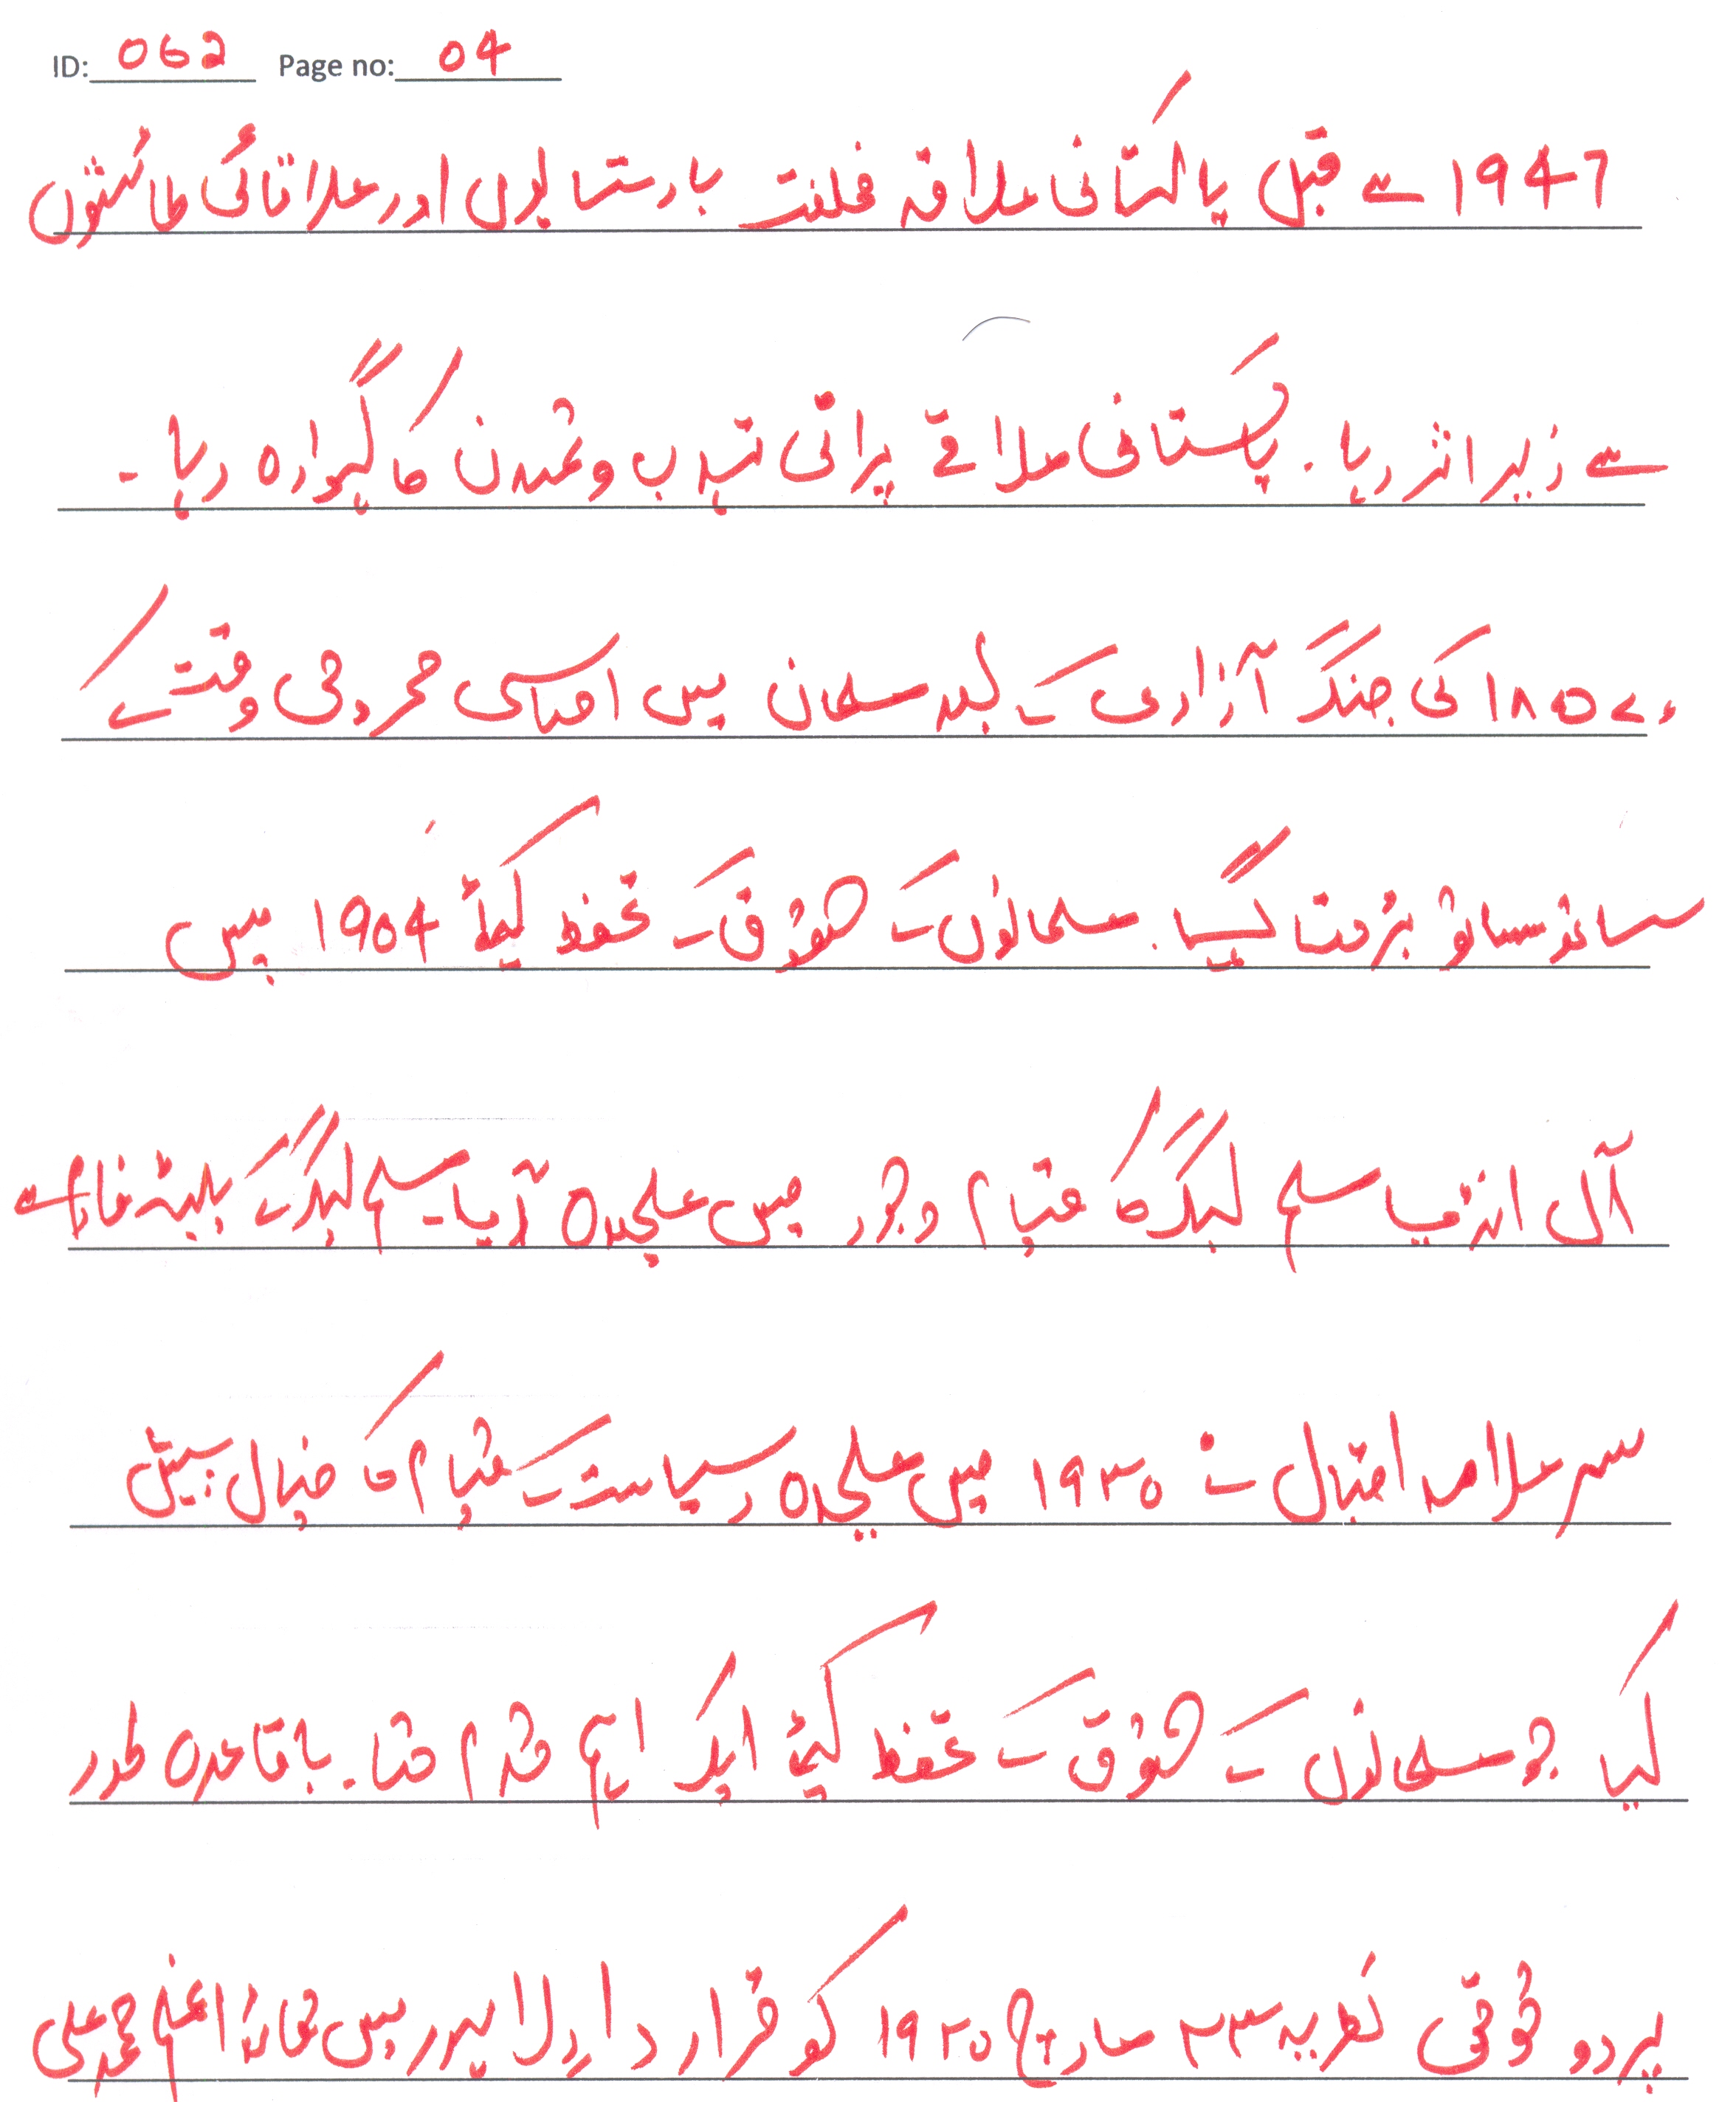 ID: 062 Page no: 04
1947 سے قبل پاکستانی علاقہ مختلف بادشاہوں اور علاقائی طاقتوں
سے زیر اثر رہا۔ پاکستانی علاقے پرانی تہذیب و تمدن کا گہوارہ رہا۔
۱۸۵۷ء کی جنگ آزادی کے بعد مسلمان میں احساسی محرومی وقت کے
ساتھ ساتھ بڑھتا گیا۔ مسلمانوں کے حقوق کے تحفظ کیلئے 1904 میں
آل انڈیا مسلم لیگ کا قیام وجود میں علیحدہ آیا۔ مسلم لیگ کے پلیٹ فارم سے
سر علامہ اقبال نے ۱۹۳۰ میں علیحدہ ریاست کے قیام کا خیال پیش
کیا جو مسلمانوں کے حقوق کے تحفظ کیلئے ایک اہم قدم تھا۔ باقاعدہ طور
پر دو قومی نظریہ ۲۳ مارچ ۱۹۴۰ کو قرار داد لاہور میں قائد اعظم محمد علی